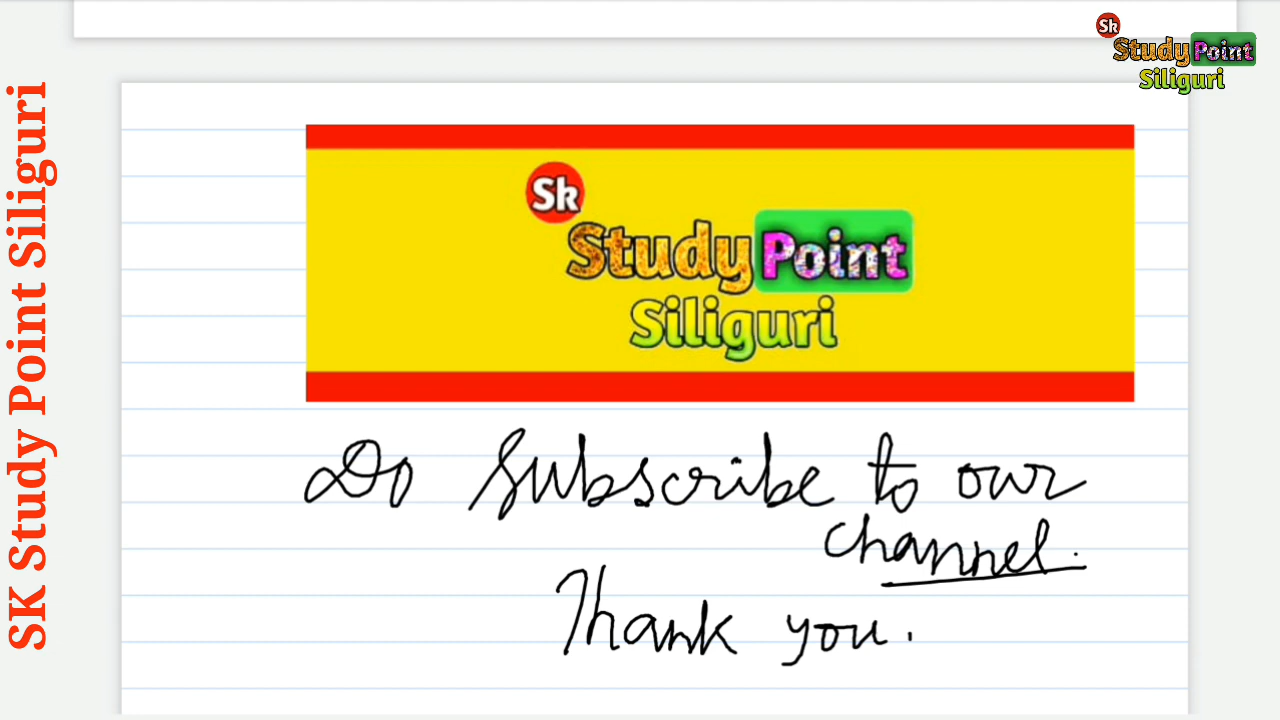 Sk
Study Point
Siliguri
SK Study Point Siliguri
Sk
Study Point
Siliguri
Do Subscribe to our
channel.
Thank you.